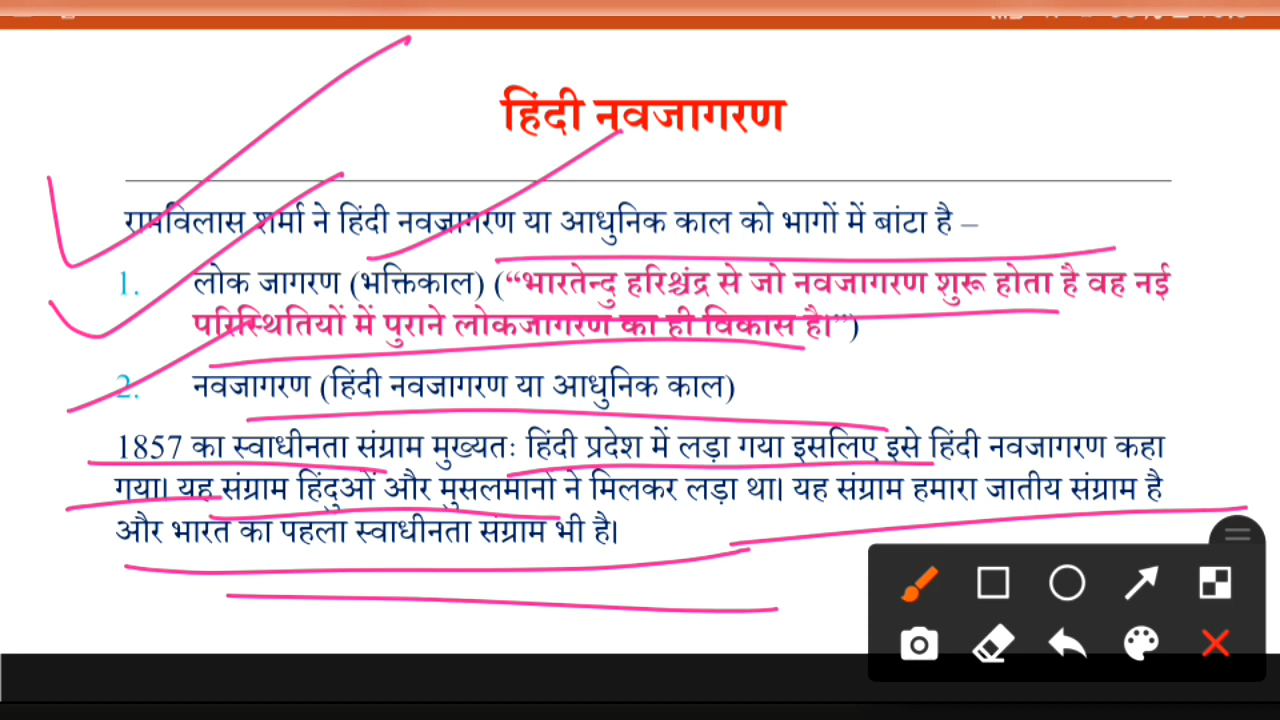 हिंदी नवजागरण
रामविलास शर्मा ने हिंदी नवजागरण या आधुनिक काल को भागों में बांटा है –
1. लोक जागरण (भक्तिकाल) (“भारतेन्दु हरिश्चंद्र से जो नवजागरण शुरू होता है वह नई
परिस्थितियों में पुराने लोकजागरण का ही विकास है।”)
2. नवजागरण (हिंदी नवजागरण या आधुनिक काल)
1857 का स्वाधीनता संग्राम मुख्यतः हिंदी प्रदेश में लड़ा गया इसलिए इसे हिंदी नवजागरण कहा
गया। यह संग्राम हिंदुओं और मुसलमानों ने मिलकर लड़ा था। यह संग्राम हमारा जातीय संग्राम है
और भारत का पहला स्वाधीनता संग्राम भी है।